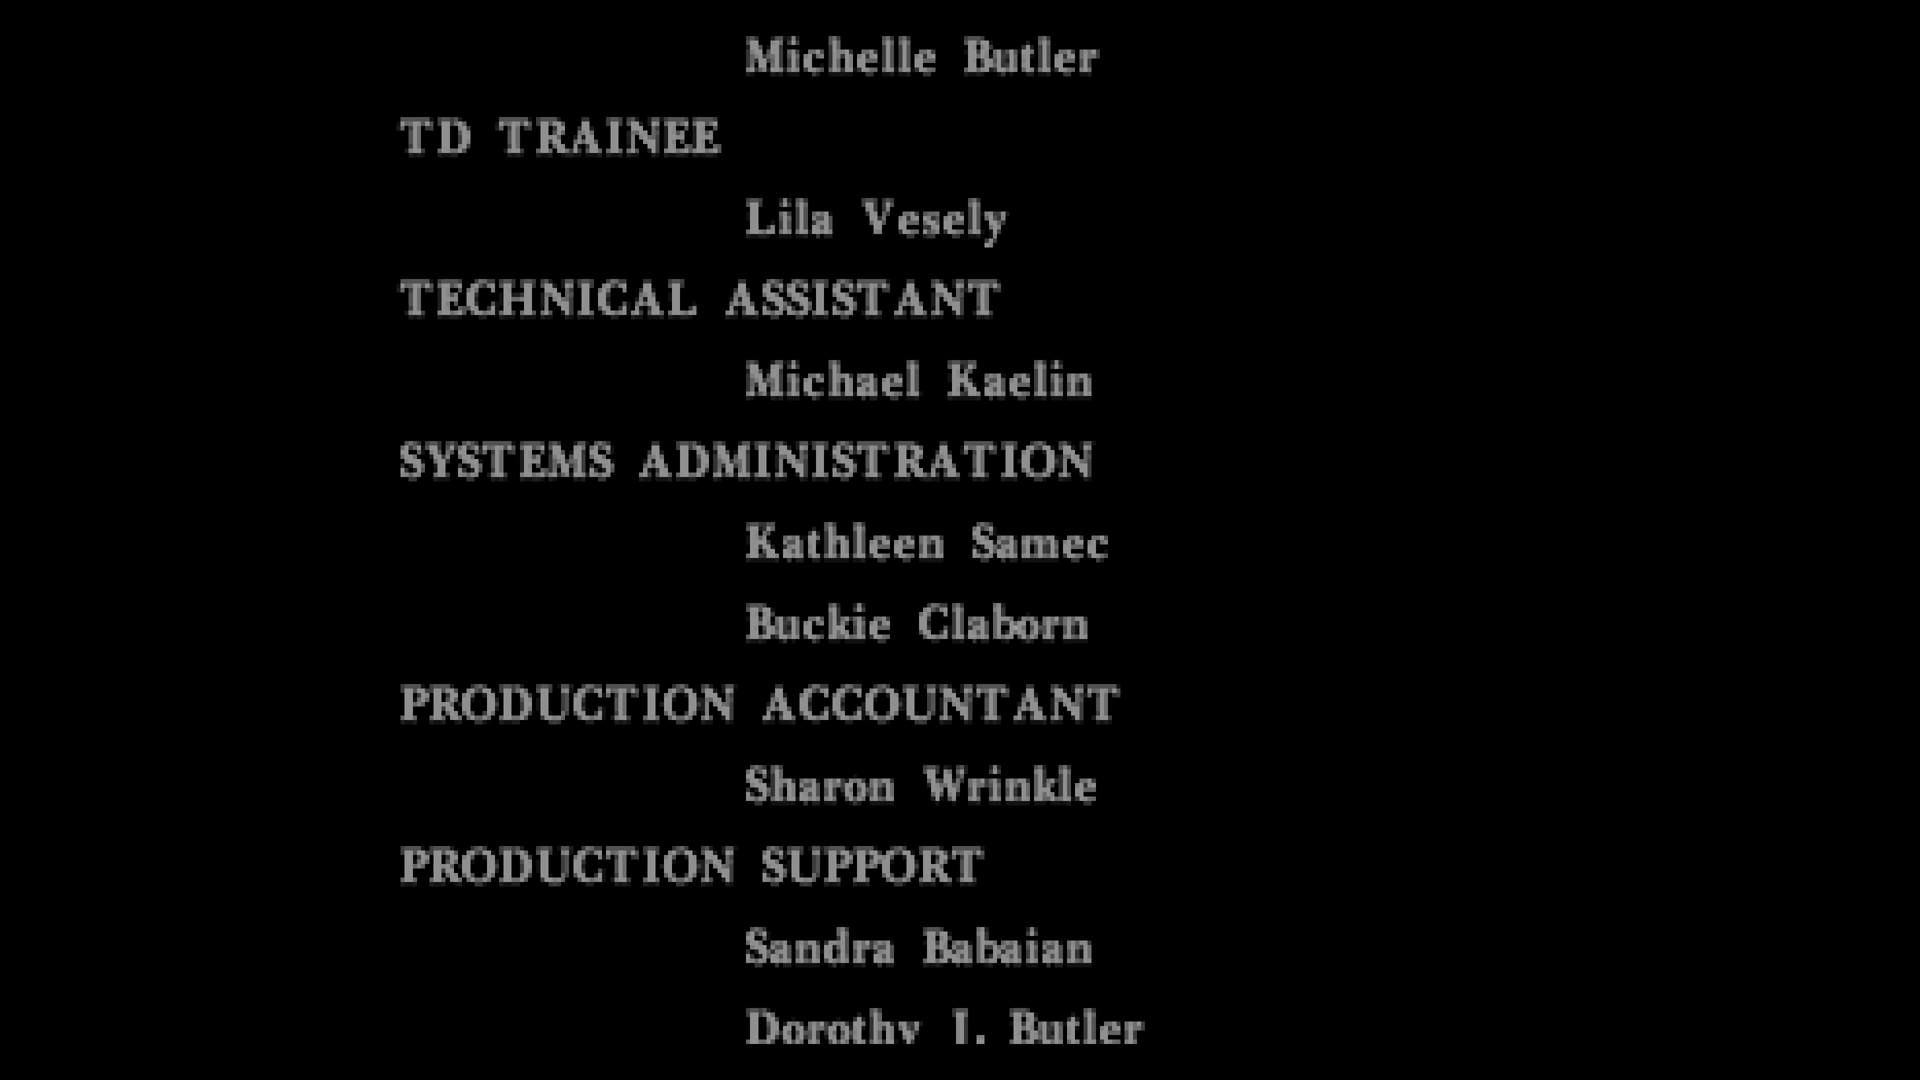 Michelle Butler
TD TRAINEE
Lila Vesely
TECHNICAL ASSISTANT
Michael Kaelin
SYSTEMS ADMINISTRATION
Kathleen Samec
Buckie Claborn
PRODUCTION ACCOUNTANT
Sharon Wrinkle
PRODUCTION SUPPORT
Sandra Babaian
Dorothy J. Butler